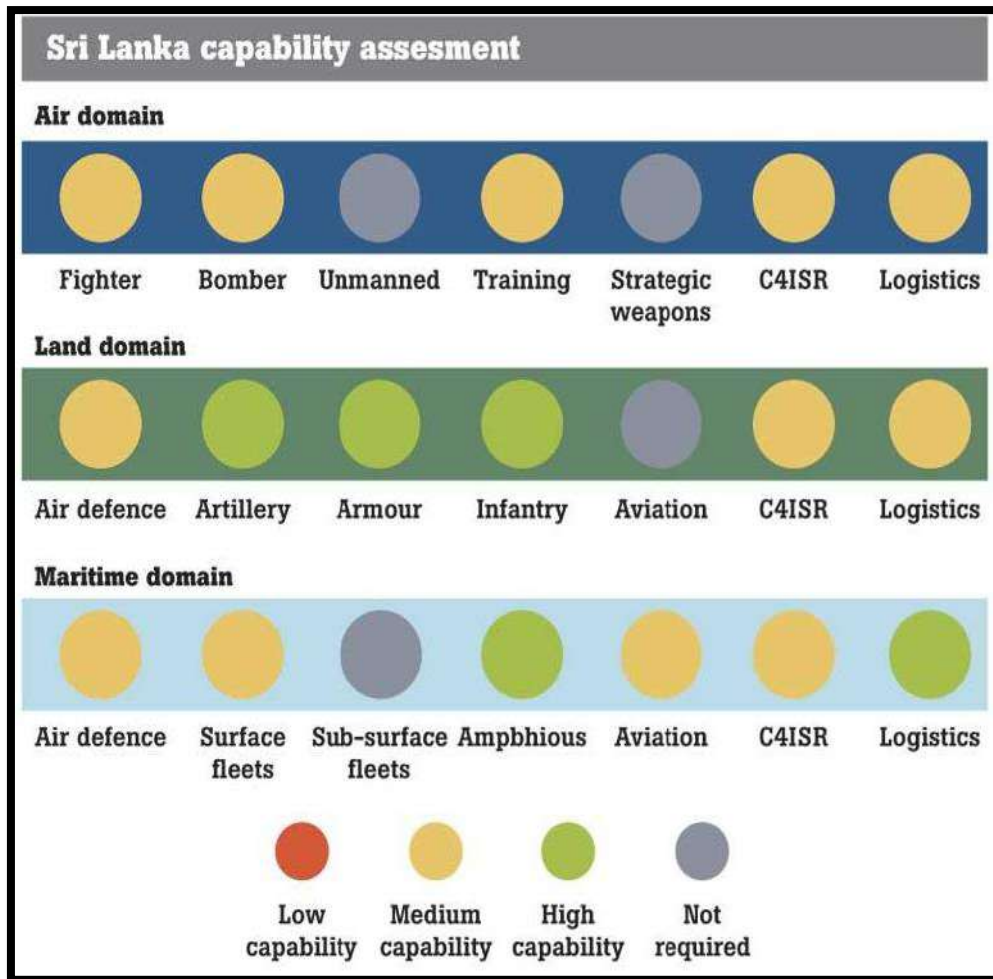 Sri Lanka capability assesment
Air domain
Fighter Bomber Unmanned Training Strategic C4ISR Logistics
weapons
Land domain
Air defence Artillery Armour Infantry Aviation C4ISR Logistics
Maritime domain
Air defence Surface Sub-surface Ampbhious Aviation C4ISR Logistics
fleets fleets
Low Medium High Not
capability capability capability required